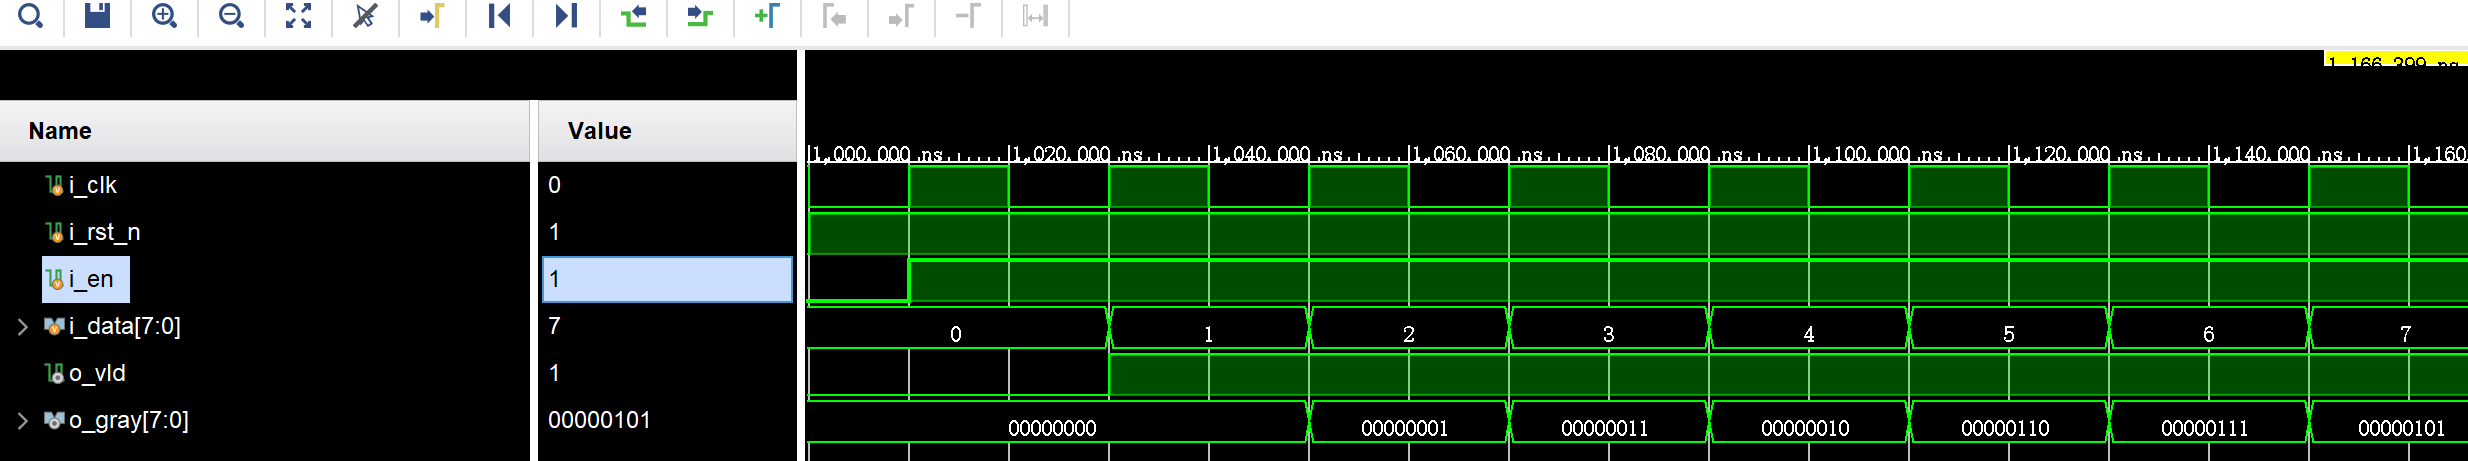 1,166.399 ns
Name Value
1,000.000 ns 1,020.000 ns 1,040.000 ns 1,060.000 ns 1,080.000 ns 1,100.000 ns 1,120.000 ns 1,140.000 ns 1,160
i_clk 0
i_rst_n 1
i_en 1
i_data[7:0] 7 0 1 2 3 4 5 6 7
o_vld 1
o_gray[7:0] 00000101 00000000 00000001 00000011 00000010 00000110 00000111 00000101